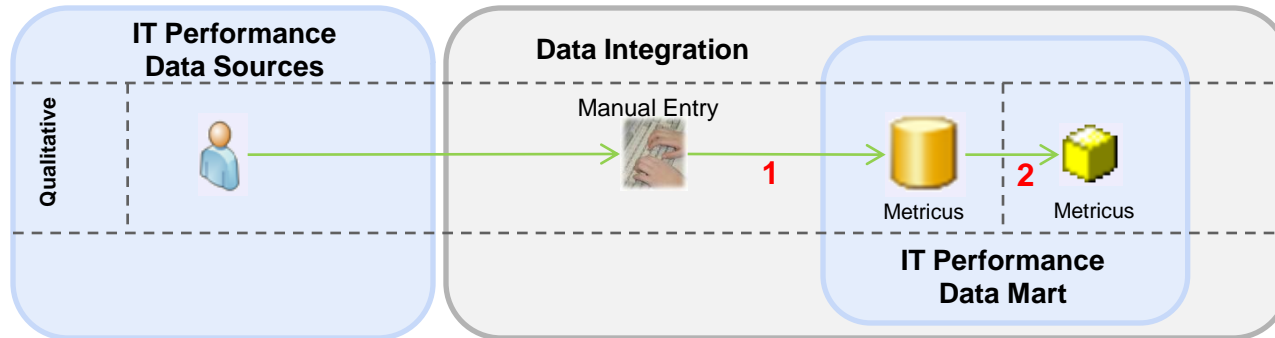 IT Performance
Data Sources
Data Integration
Qualitative
Manual Entry
1
2
Metricus
Metricus
IT Performance
Data Mart